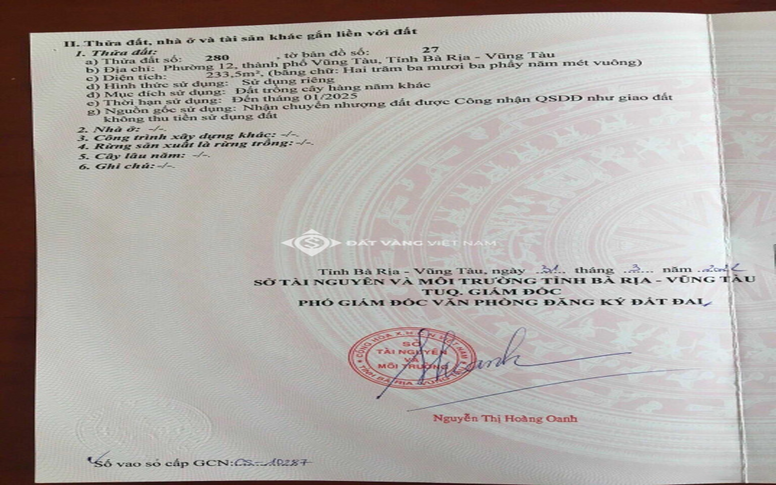 II. Thửa đất, nhà ở và tài sản khác gắn liền với đất
1. Thửa đất:
a) Thửa đất số: 280 , tờ bản đồ số: 27
b) Địa chỉ: Phường 12, thành phố Vũng Tàu, Tỉnh Bà Rịa - Vũng Tàu
c) Diện tích: 233,5m², (bằng chữ: Hai trăm ba mươi ba phẩy năm mét vuông)
d) Hình thức sử dụng: Sử dụng riêng
đ) Mục đích sử dụng: Đất trồng cây hàng năm khác
e) Thời hạn sử dụng: Đến tháng 01/2025
g) Nguồn gốc sử dụng: Nhận chuyển nhượng đất được Công nhận QSDĐ như giao đất
không thu tiền sử dụng đất
2. Nhà ở: -/-.
3. Công trình xây dựng khác: -/-.
4. Rừng sản xuất là rừng trồng: -/-.
5. Cây lâu năm: -/-.
6. Ghi chú: -/-.
S ĐẤT VÀNG VIỆT NAM
Tỉnh Bà Rịa - Vũng Tàu, ngày 31 tháng 3 năm
SỞ TÀI NGUYÊN VÀ MÔI TRƯỜNG TỈNH BÀ RỊA - VŨNG TÀU
TUQ. GIÁM ĐỐC
PHÓ GIÁM ĐỐC VĂN PHÒNG ĐĂNG KÝ ĐẤT ĐAI
SỞ
TÀI NGUYÊN
VÀ
MÔI TRƯỜNG
Nguyễn Thị Hoàng Oanh
Số vào sổ cấp GCN: CS-10287